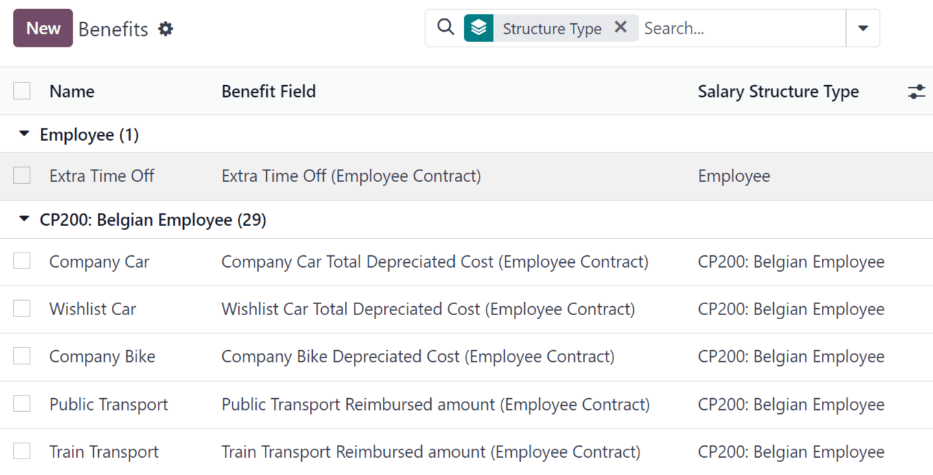 New Benefits Structure Type Search...
Name Benefit Field Salary Structure Type
Employee (1)
Extra Time Off Extra Time Off (Employee Contract) Employee
CP200: Belgian Employee (29)
Company Car Company Car Total Depreciated Cost (Employee Contract) CP200: Belgian Employee
Wishlist Car Wishlist Car Total Depreciated Cost (Employee Contract) CP200: Belgian Employee
Company Bike Company Bike Depreciated Cost (Employee Contract) CP200: Belgian Employee
Public Transport Public Transport Reimbursed amount (Employee Contract) CP200: Belgian Employee
Train Transport Train Transport Reimbursed amount (Employee Contract) CP200: Belgian Employee